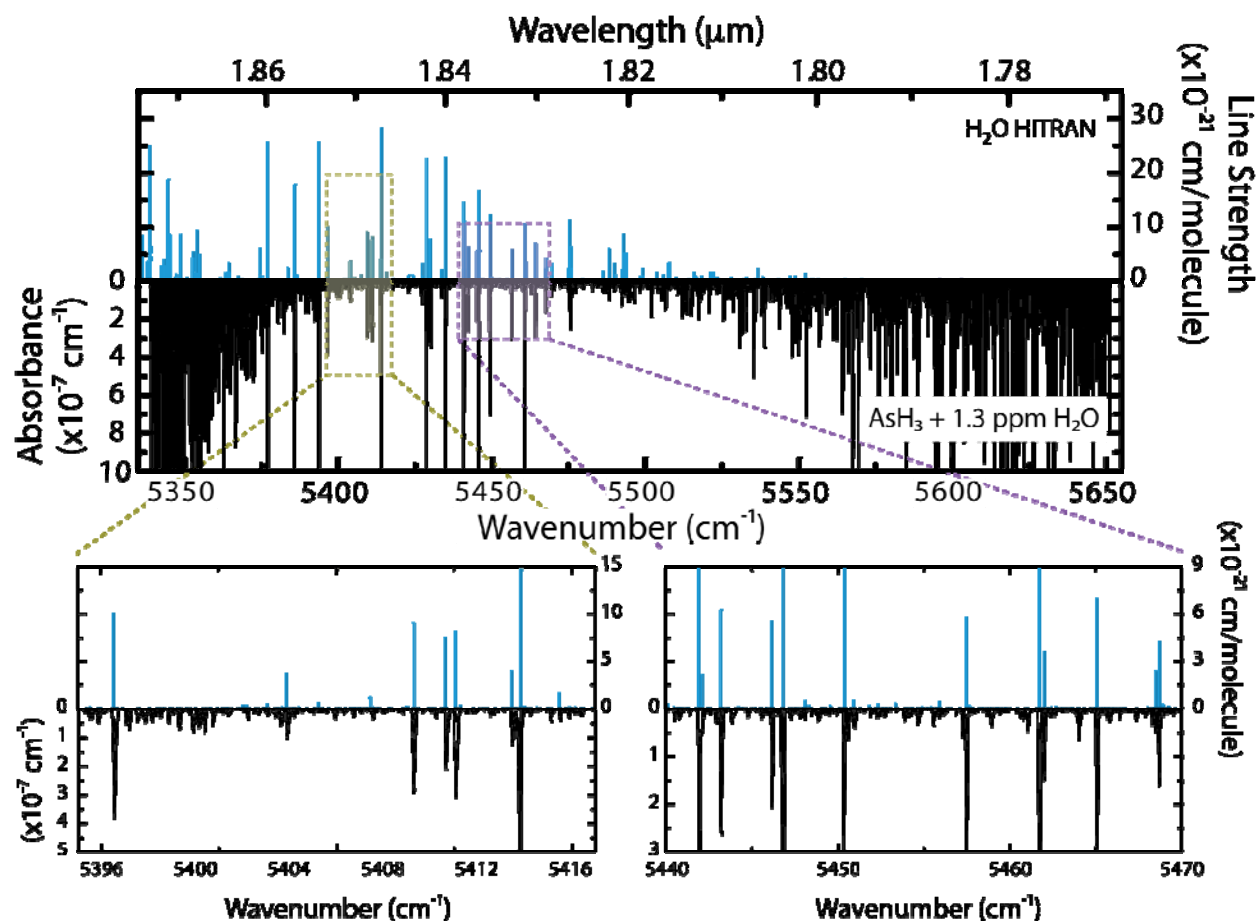 Wavelength (μm)
1.86 1.84 1.82 1.80 1.78
30
20
10
0
Line Strength
(x10⁻²¹ cm/molecule)
H₂O HITRAN
0
2
4
6
8
10
Absorbance
(x10⁻⁷ cm⁻¹)
AsH₃ + 1.3 ppm H₂O
5350 5400 5450 5500 5550 5600 5650
Wavenumber (cm⁻¹)
15
10
5
0
0
1
2
3
4
5
(x10⁻⁷ cm⁻¹)
5396 5400 5404 5408 5412 5416
Wavenumber (cm⁻¹)
9
6
3
0
(x10⁻²¹ cm/molecule)
0
1
2
3
5440 5450 5460 5470
Wavenumber (cm⁻¹)